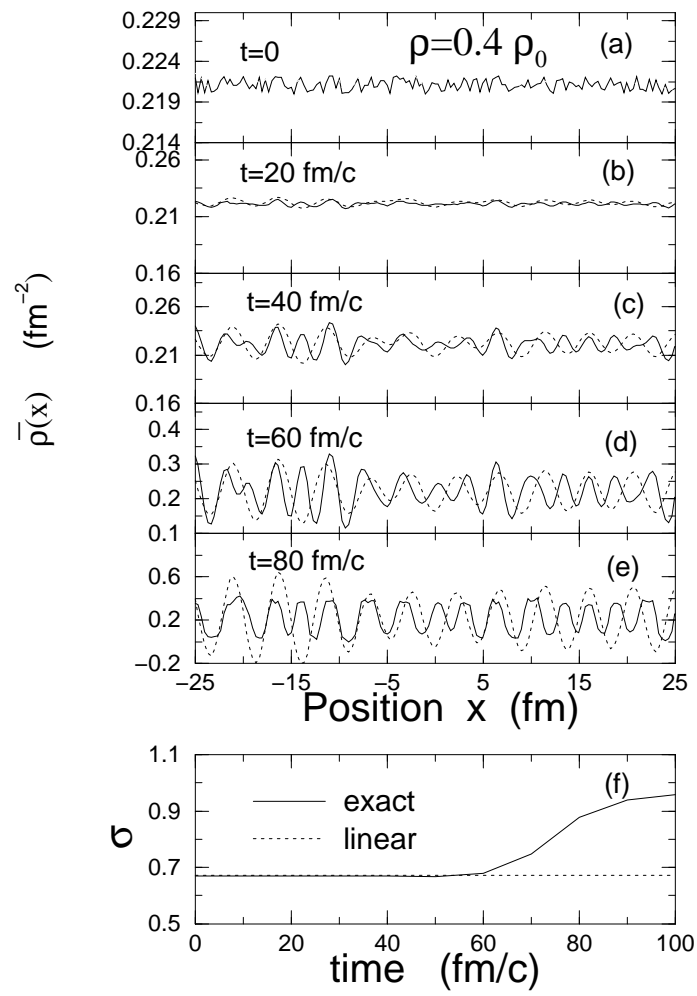 0.229
t=0 ρ=0.4 ρ0 (a)
0.224
0.219
0.214
0.26
t=20 fm/c (b)
0.21
0.16
t=40 fm/c (c)
0.26
0.21
0.16
ρ̅(x) (fm−2)
0.4
t=60 fm/c (d)
0.3
0.2
0.1
t=80 fm/c (e)
0.6
0.2
−0.2
−25 −15 −5 5 15 25
Position x (fm)
1.1
(f)
0.9
exact
linear
σ
0.7
0.5
0 20 40 60 80 100
time (fm/c)